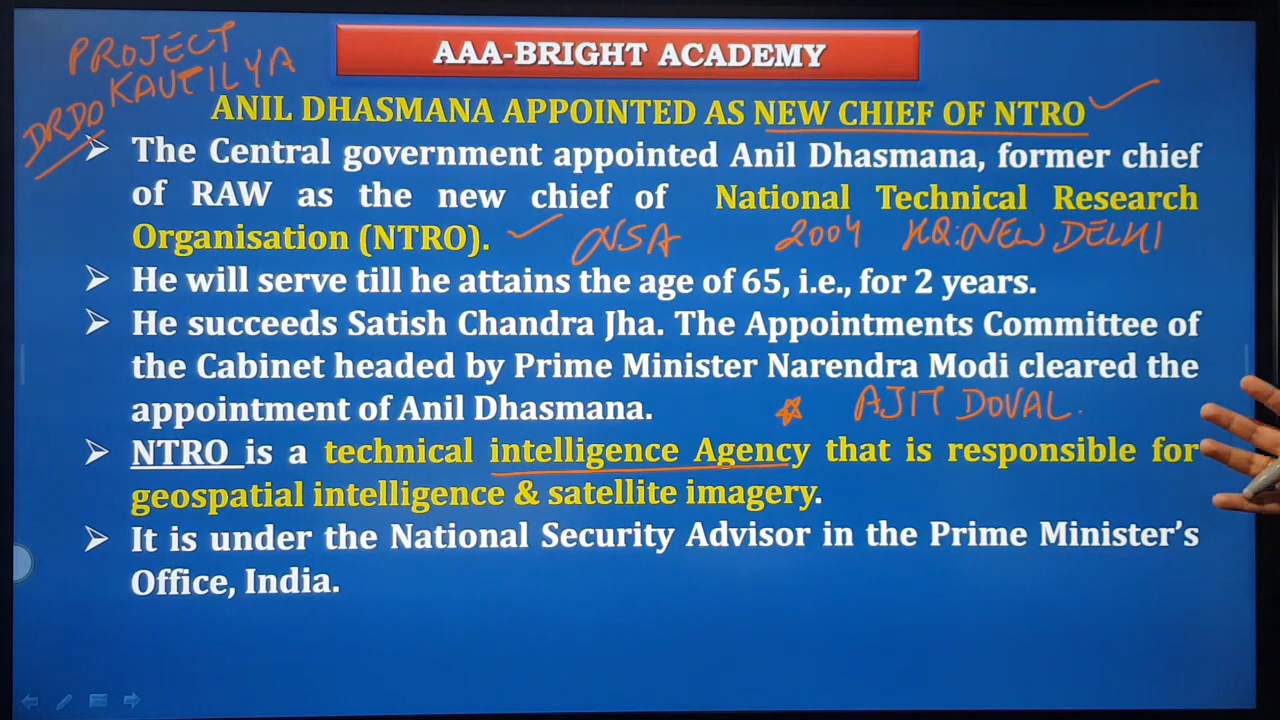 PROJECT
KAUTILYA
DRDO
AAA-BRIGHT ACADEMY
ANIL DHASMANA APPOINTED AS NEW CHIEF OF NTRO
➢ The Central government appointed Anil Dhasmana, former chief
of RAW as the new chief of National Technical Research
Organisation (NTRO).
NSA 2004 HQ:NEW DELHI
➢ He will serve till he attains the age of 65, i.e., for 2 years.
➢ He succeeds Satish Chandra Jha. The Appointments Committee of
the Cabinet headed by Prime Minister Narendra Modi cleared the
appointment of Anil Dhasmana.
AJIT DOVAL.
➢ NTRO is a technical intelligence Agency that is responsible for
geospatial intelligence & satellite imagery.
➢ It is under the National Security Advisor in the Prime Minister’s
Office, India.